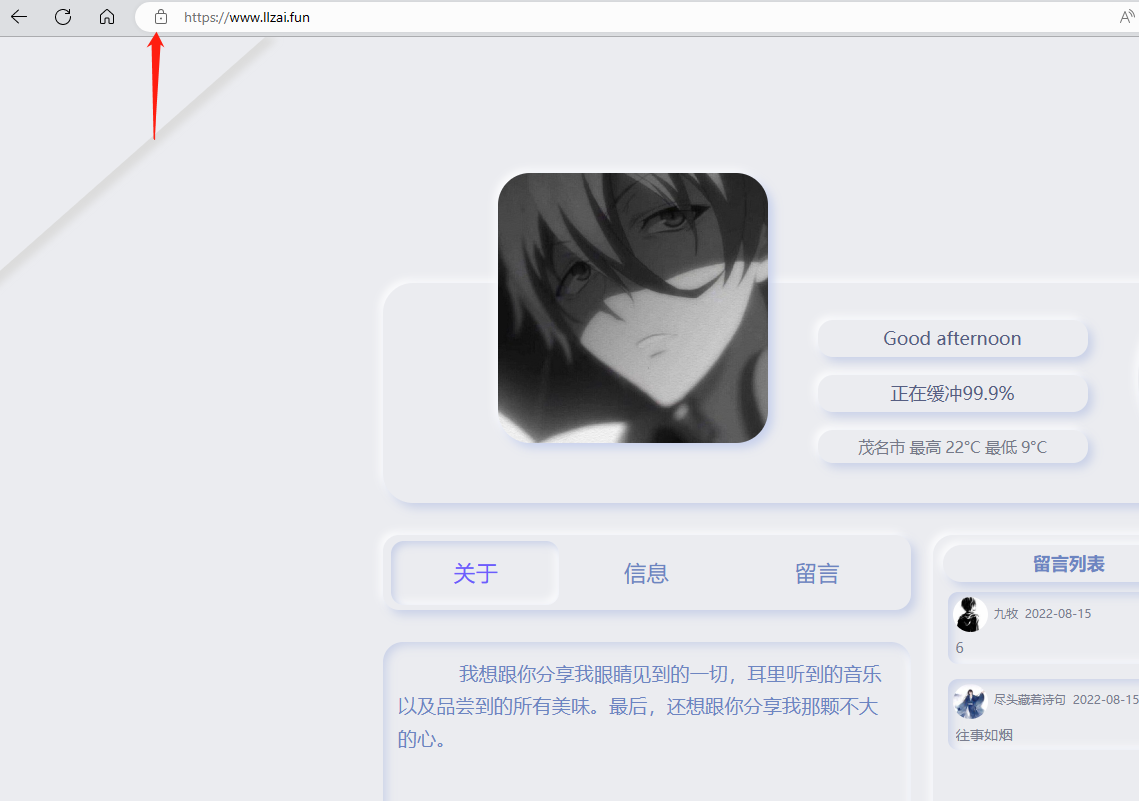 https://www.llzai.fun
Good afternoon
正在缓冲99.9%
茂名市 最高 22°C 最低 9°C
关于 信息 留言
我想跟你分享我眼睛见到的一切，耳里听到的音乐
以及品尝到的所有美味。最后，还想跟你分享我那颗不大
的心。
留言列表
九牧 2022-08-15
6
尽头藏着诗句 2022-08-15
往事如烟